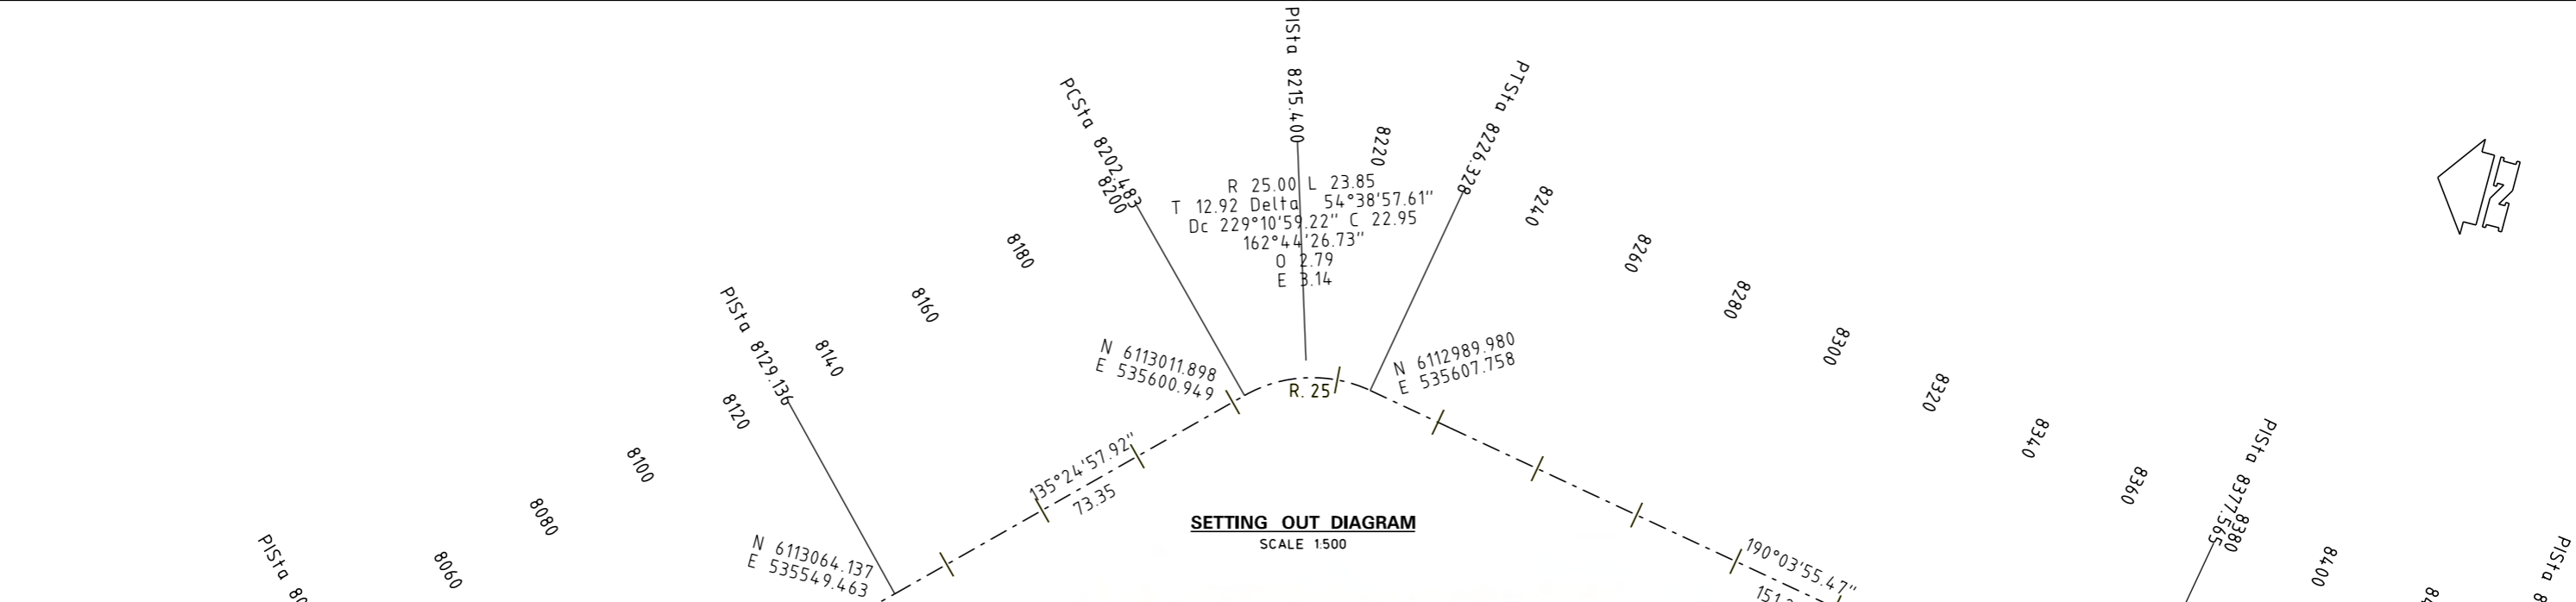 PISta 8215.400
PCSta 8202.483
8200
PTSta 8226.328
8220
R 25.00 L 23.85
T 12.92 Delta 54°38'57.61"
Dc 229°10'59.22" C 22.95
162°44'26.73"
O 2.79
E 3.14
8240
8180
8260
8160
8280
PISta 8129.136
8140
8300
8120
8320
8100
8340
8080
8360
8060
PISta 8377.565
8380
8400
N 6113011.898
E 535600.949
N 6112989.980
E 535607.758
R. 25
135°24'57.92"
73.35
SETTING OUT DIAGRAM
SCALE 1:500
N 6113064.137
E 535549.463
190°03'55.47"
PISta
PISta
N